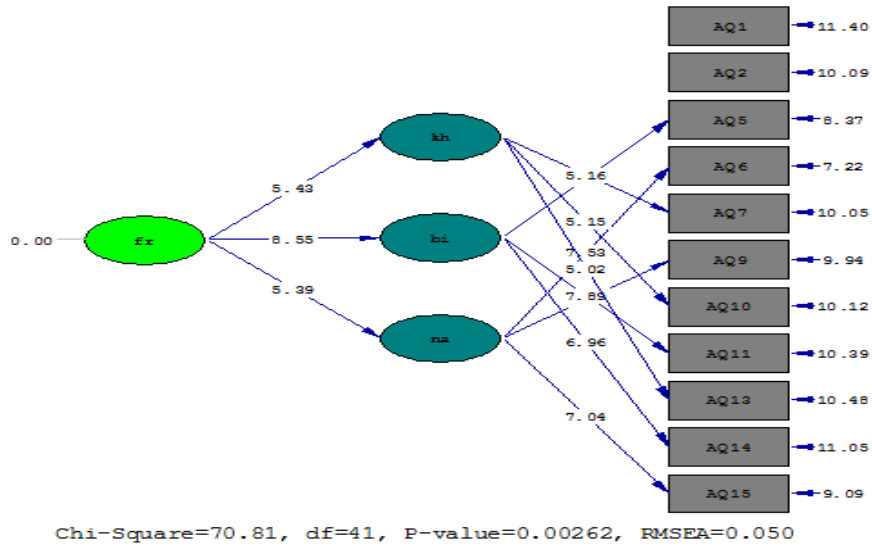 AQ1 11.40
AQ2 10.09
AQ5 8.37
AQ6 7.22
AQ7 10.05
AQ9 9.94
AQ10 10.12
AQ11 10.39
AQ13 10.48
AQ14 11.05
AQ15 9.09
kh
bi
na
0.00 fr
5.43
8.55
5.39
5.16
5.15
7.53
5.02
7.89
6.96
7.04
Chi-Square=70.81, df=41, P-value=0.00262, RMSEA=0.050